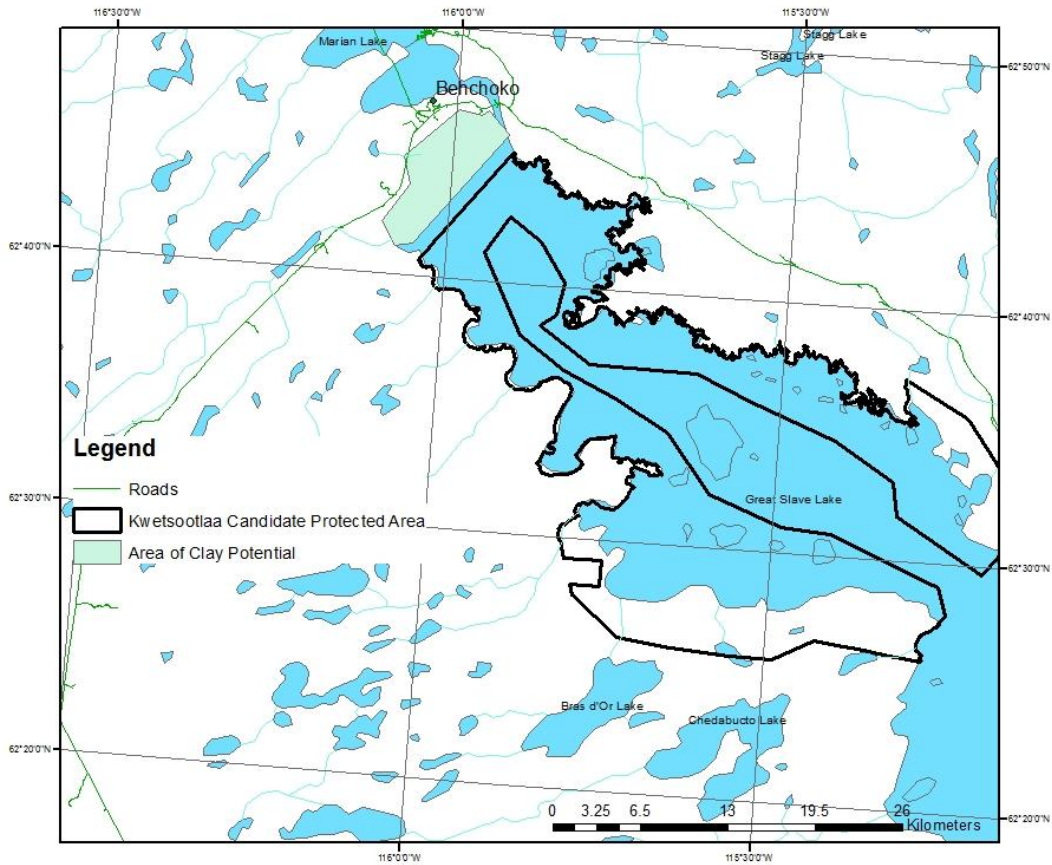 116°30'0"W
116°0'0"W
115°30'0"W
Stagg Lake
Marian Lake
Stagg Lake
62°50'0"N
Behchoko
62°40'0"N
62°40'0"N
Legend
Roads
Kwetsootlaa Candidate Protected Area
Area of Clay Potential
62°30'0"N
Great Slave Lake
62°30'0"N
Bras d'Or Lake
Chedabucto Lake
62°20'0"N
0 3.25 6.5 13 19.5 26
Kilometers
62°20'0"N
116°0'0"W
115°30'0"W